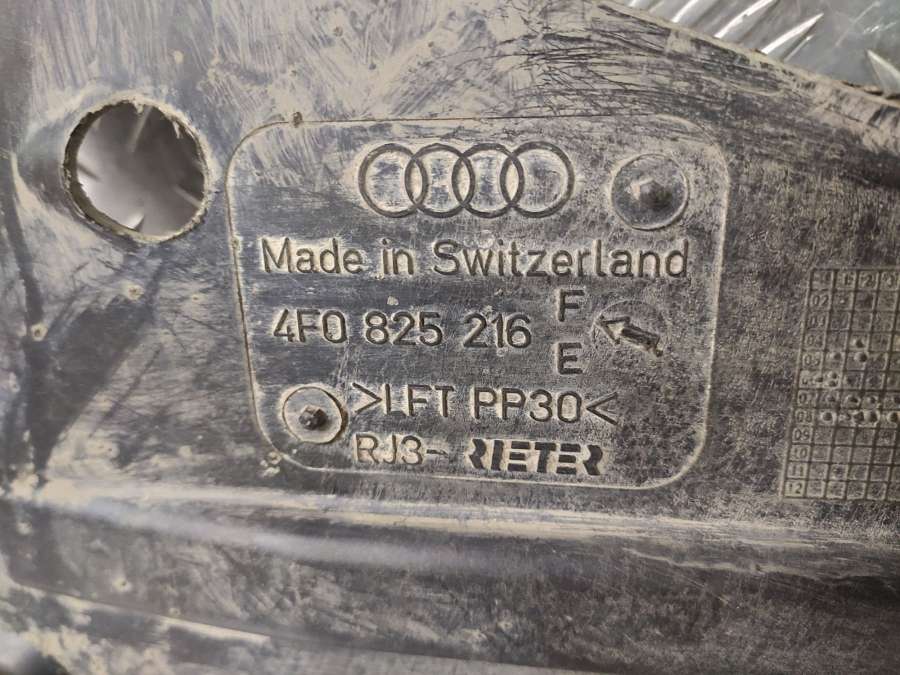 Made in Switzerland
4F0 825 216 F
E
>LFT PP30<
RJ3- RIETER